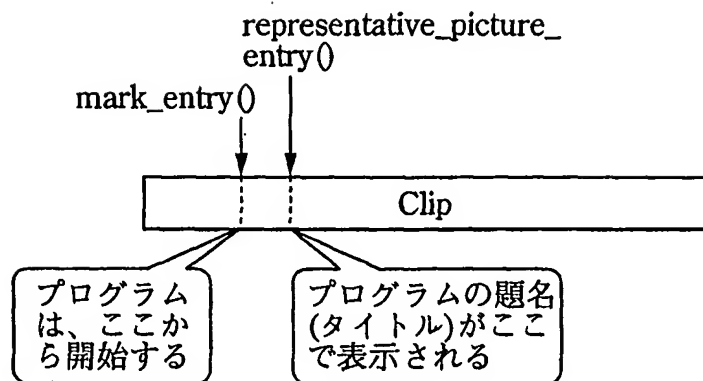 representative_picture_
entry()
mark_entry()
Clip
プログラム
は、ここか
ら開始する
プログラムの題名
(タイトル)がここ
で表示される